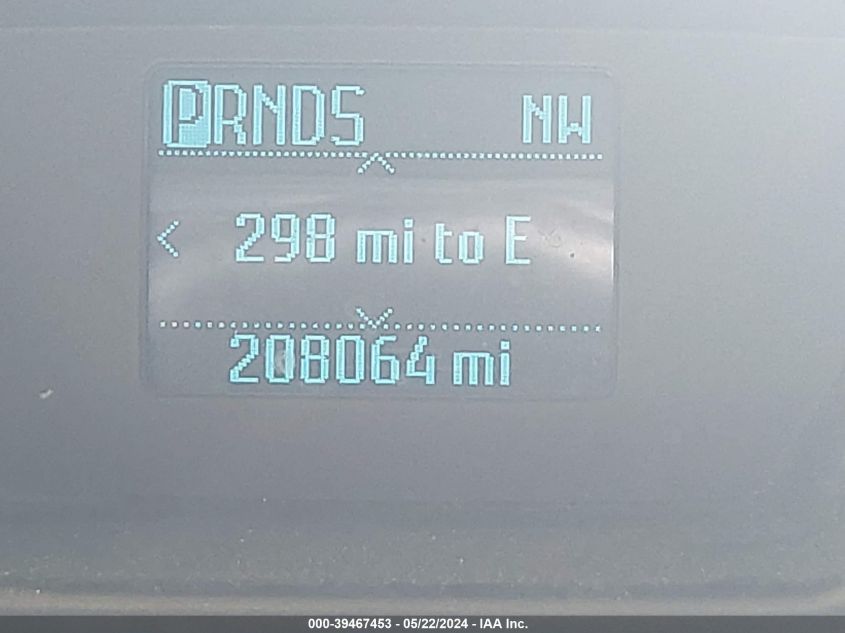 PRNDS NW
298 mi to E
208064 mi
000-39467453 - 05/22/2024 - IAA Inc.